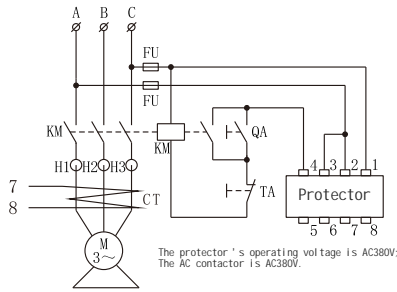 A B C
FU
FU
KM
KM
QA
H1 H2 H3
4 3 2 1
7
8
CT
TA
Protector
5 6 7 8
M
3~
The protector's operating voltage is AC380V;
The AC contactor is AC380V.